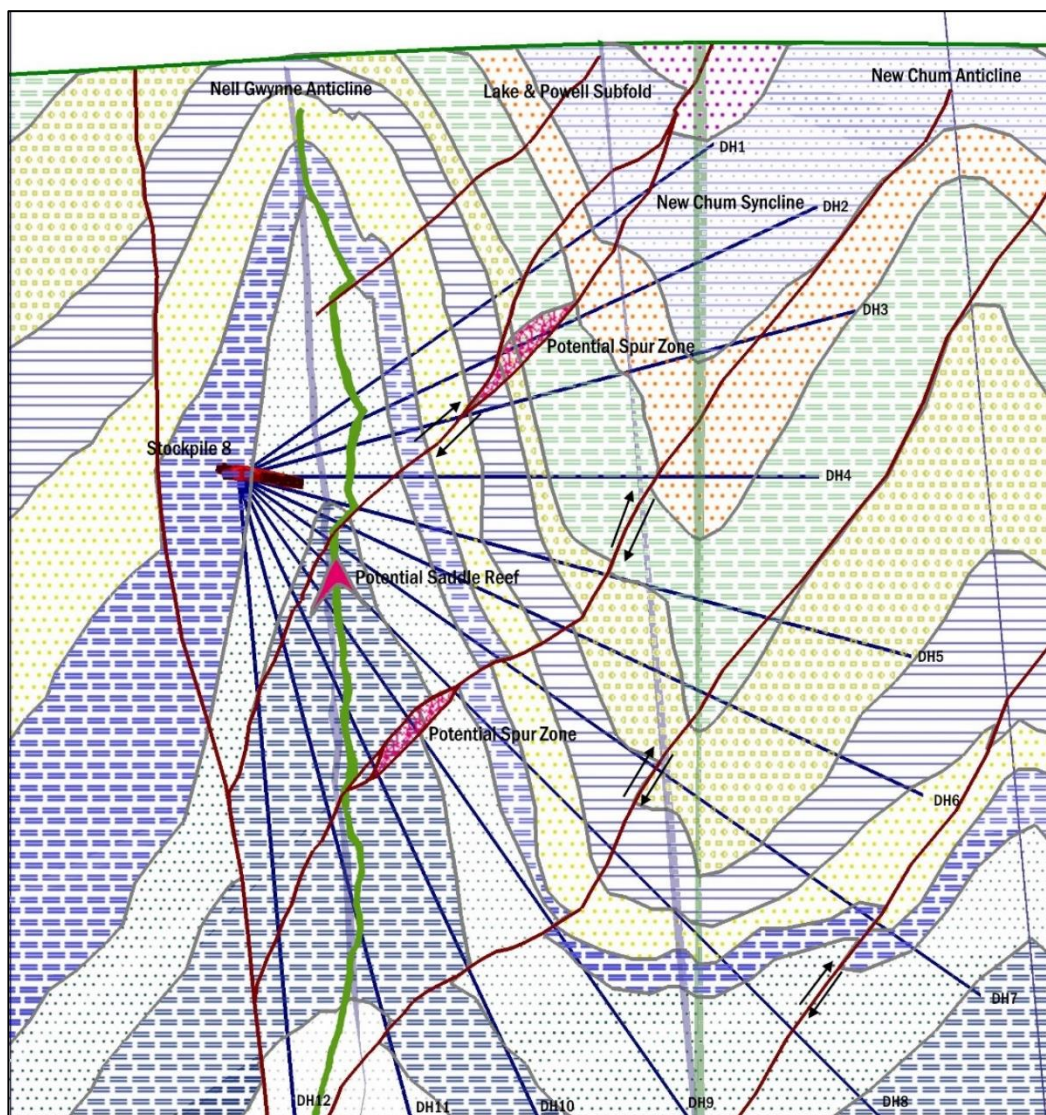 Nell Gwynne Anticline
Lake & Powell Subfold
New Chum Anticline
DH1
New Chum Syncline
DH2
DH3
Potential Spur Zone
Stockpile 8
DH4
Potential Saddle Reef
DH5
Potential Spur Zone
DH6
DH7
DH12
DH11
DH10
DH9
DH8